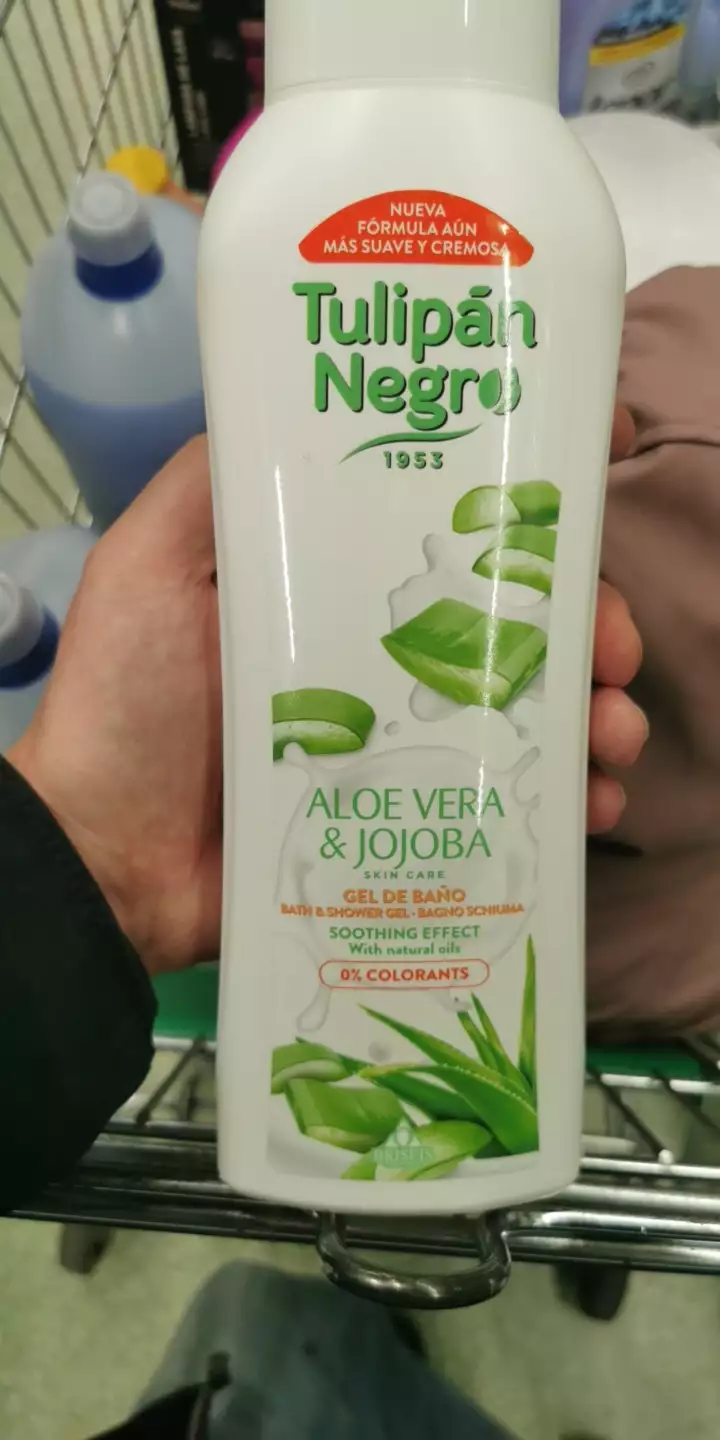 NUEVA
FÓRMULA AÚN
MÁS SUAVE Y CREMOSA
Tulipán
Negro
1953
ALOE VERA
& JOJOBA
SKIN CARE
GEL DE BAÑO
BATH & SHOWER GEL · BAGNO SCHIUMA
SOOTHING EFFECT
With natural oils
0% COLORANTS
BRISEIS